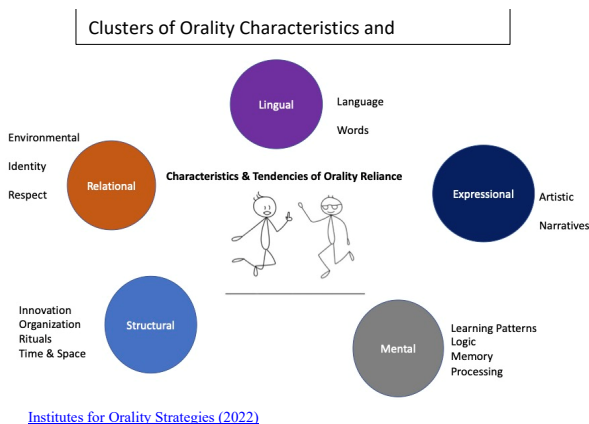 Clusters of Orality Characteristics and
Lingual
Language
Words
Environmental
Identity
Respect
Relational
Characteristics & Tendencies of Orality Reliance
Expressional
Artistic
Narratives
Innovation
Organization
Rituals
Time & Space
Structural
Mental
Learning Patterns
Logic
Memory
Processing
Institutes for Orality Strategies (2022)